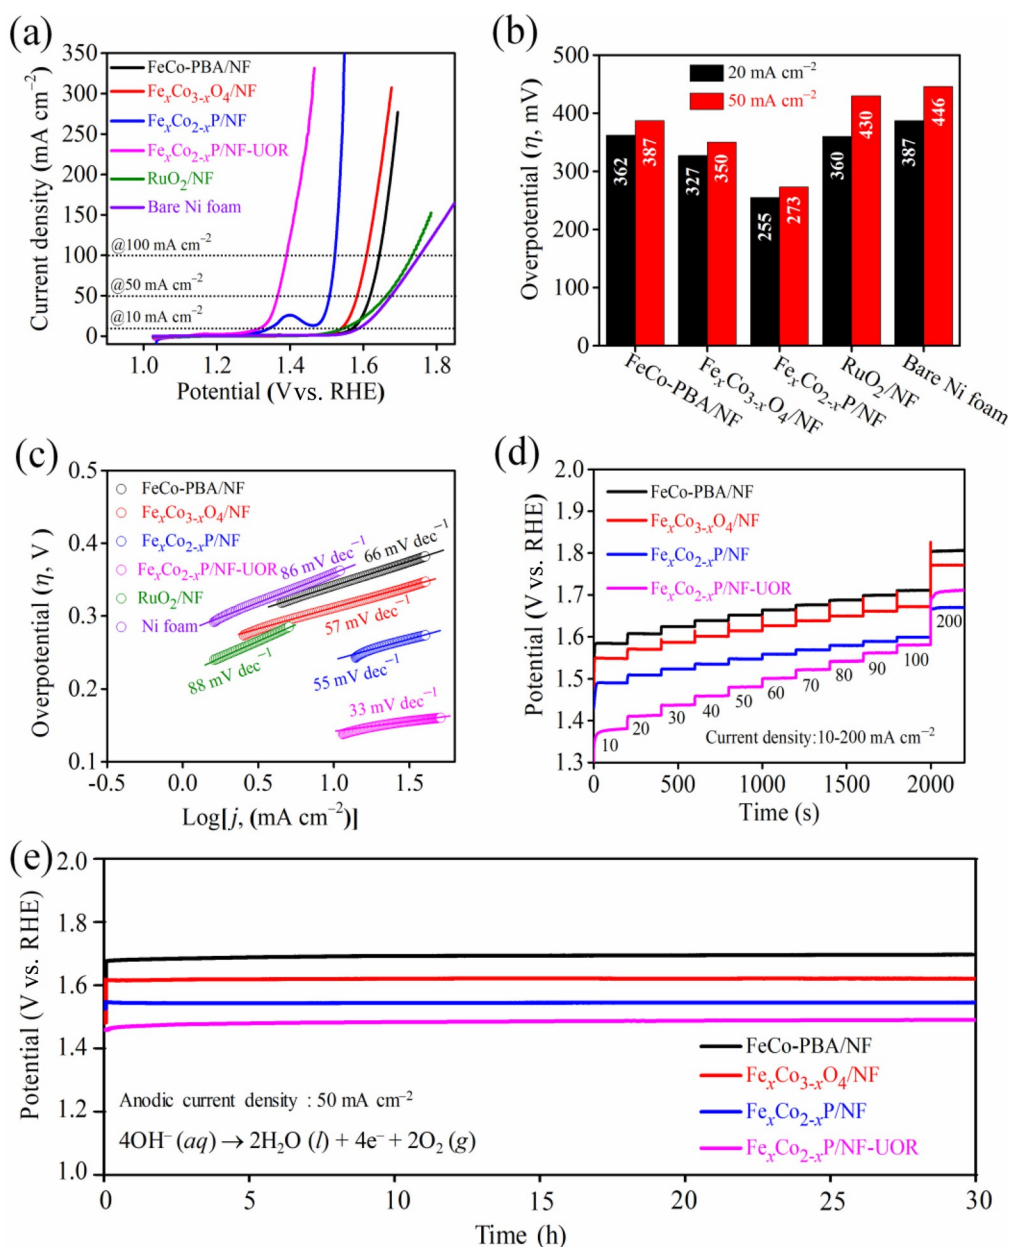 (a)
350
300
250
200
150
100
50
0
Current density (mA cm⁻²)
FeCo-PBA/NF
FeₓCo₃₋ₓO₄/NF
FeₓCo₂₋ₓP/NF
FeₓCo₂₋ₓP/NF-UOR
RuO₂/NF
Bare Ni foam
@100 mA cm⁻²
@50 mA cm⁻²
@10 mA cm⁻²
1.0 1.2 1.4 1.6 1.8
Potential (V vs. RHE)
(b)
500
400
300
200
100
0
Overpotential (η, mV)
20 mA cm⁻²
50 mA cm⁻²
362 387 327 350 255 273 360 430 387 446
FeCo-PBA/NF
FeₓCo₃₋ₓO₄/NF
FeₓCo₂₋ₓP/NF
RuO₂/NF
Bare Ni foam
(c)
0.5
0.4
0.3
0.2
0.1
Overpotential (η, V)
FeCo-PBA/NF
FeₓCo₃₋ₓO₄/NF
FeₓCo₂₋ₓP/NF
FeₓCo₂₋ₓP/NF-UOR
RuO₂/NF
Ni foam
86 mV dec⁻¹
66 mV dec⁻¹
57 mV dec⁻¹
88 mV dec⁻¹
55 mV dec⁻¹
33 mV dec⁻¹
-0.5 0.0 0.5 1.0 1.5
Log[j, (mA cm⁻²)]
(d)
2.0
1.9
1.8
1.7
1.6
1.5
1.4
1.3
Potential (V vs. RHE)
FeCo-PBA/NF
FeₓCo₃₋ₓO₄/NF
FeₓCo₂₋ₓP/NF
FeₓCo₂₋ₓP/NF-UOR
10 20 30 40 50 60 70 80 90 100 200
Current density:10-200 mA cm⁻²
0 500 1000 1500 2000
Time (s)
(e)
2.0
1.8
1.6
1.4
1.2
1.0
Potential (V vs. RHE)
FeCo-PBA/NF
FeₓCo₃₋ₓO₄/NF
FeₓCo₂₋ₓP/NF
FeₓCo₂₋ₓP/NF-UOR
Anodic current density : 50 mA cm⁻²
4OH⁻ (aq) → 2H₂O (l) + 4e⁻ + 2O₂ (g)
0 5 10 15 20 25 30
Time (h)